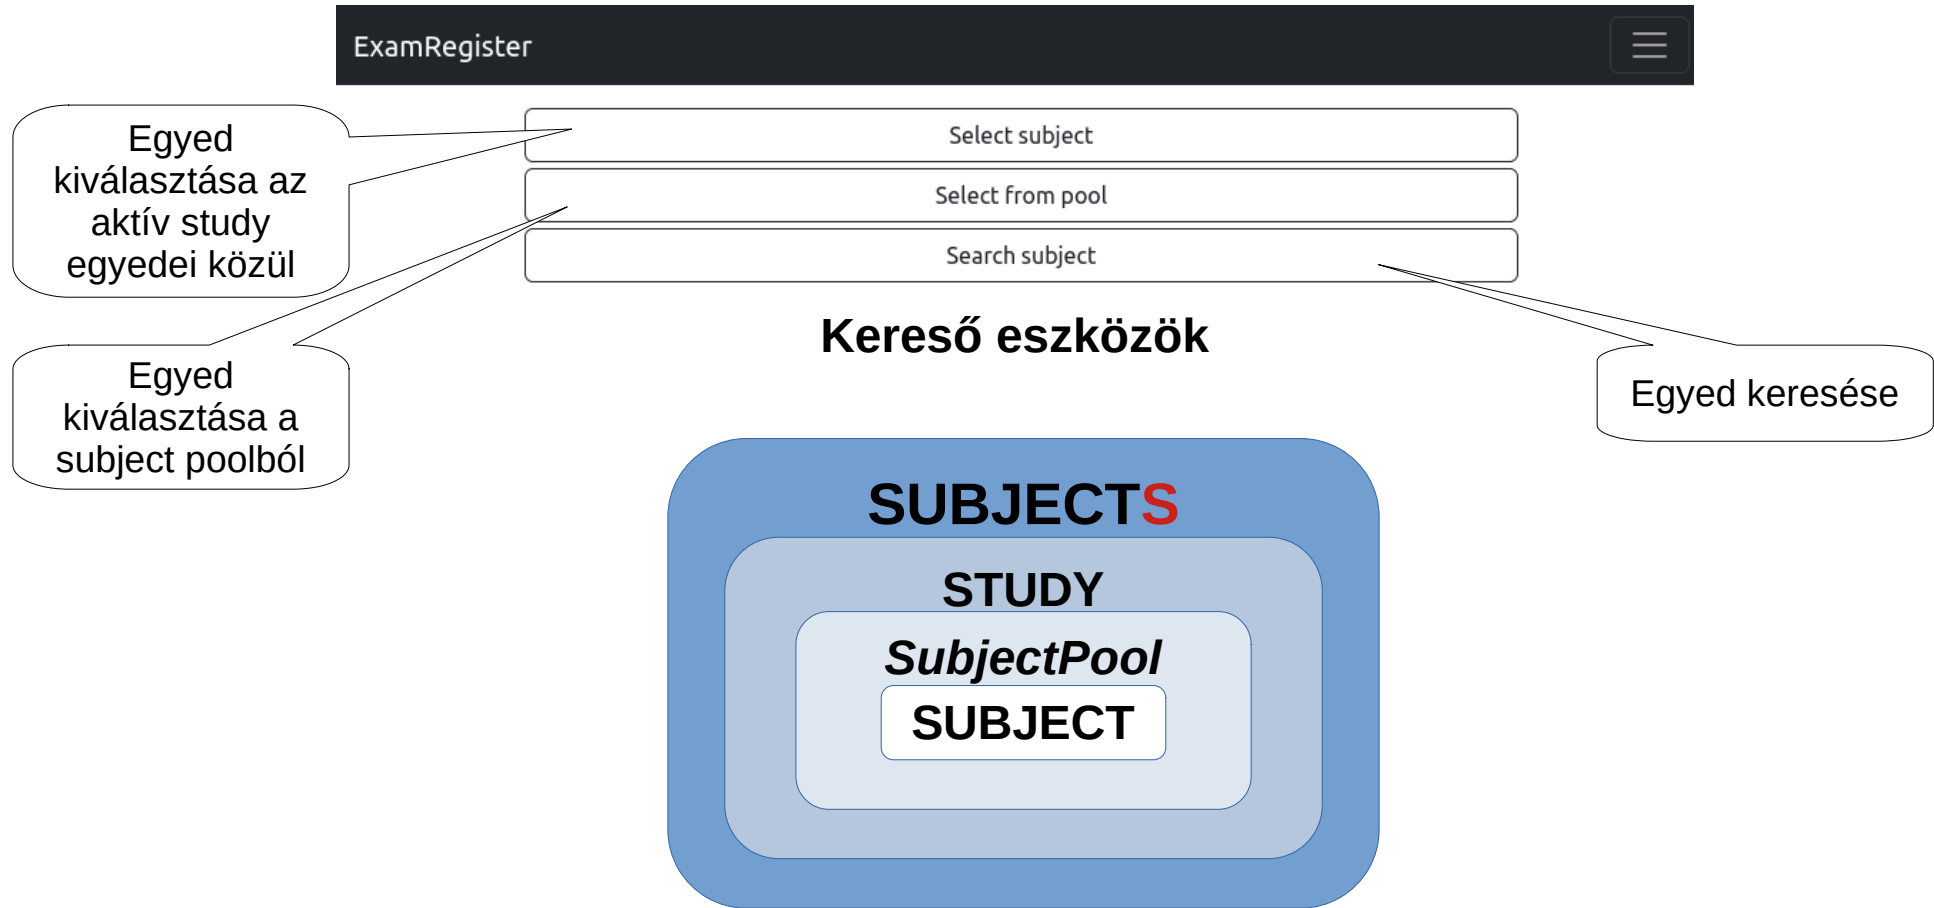 ExamRegister
Egyed
kiválasztása az
aktív study
egyedei közül
Select subject
Select from pool
Search subject
Kereső eszközök
Egyed
kiválasztása a
subject poolból
Egyed keresése
SUBJECTS
STUDY
SubjectPool
SUBJECT